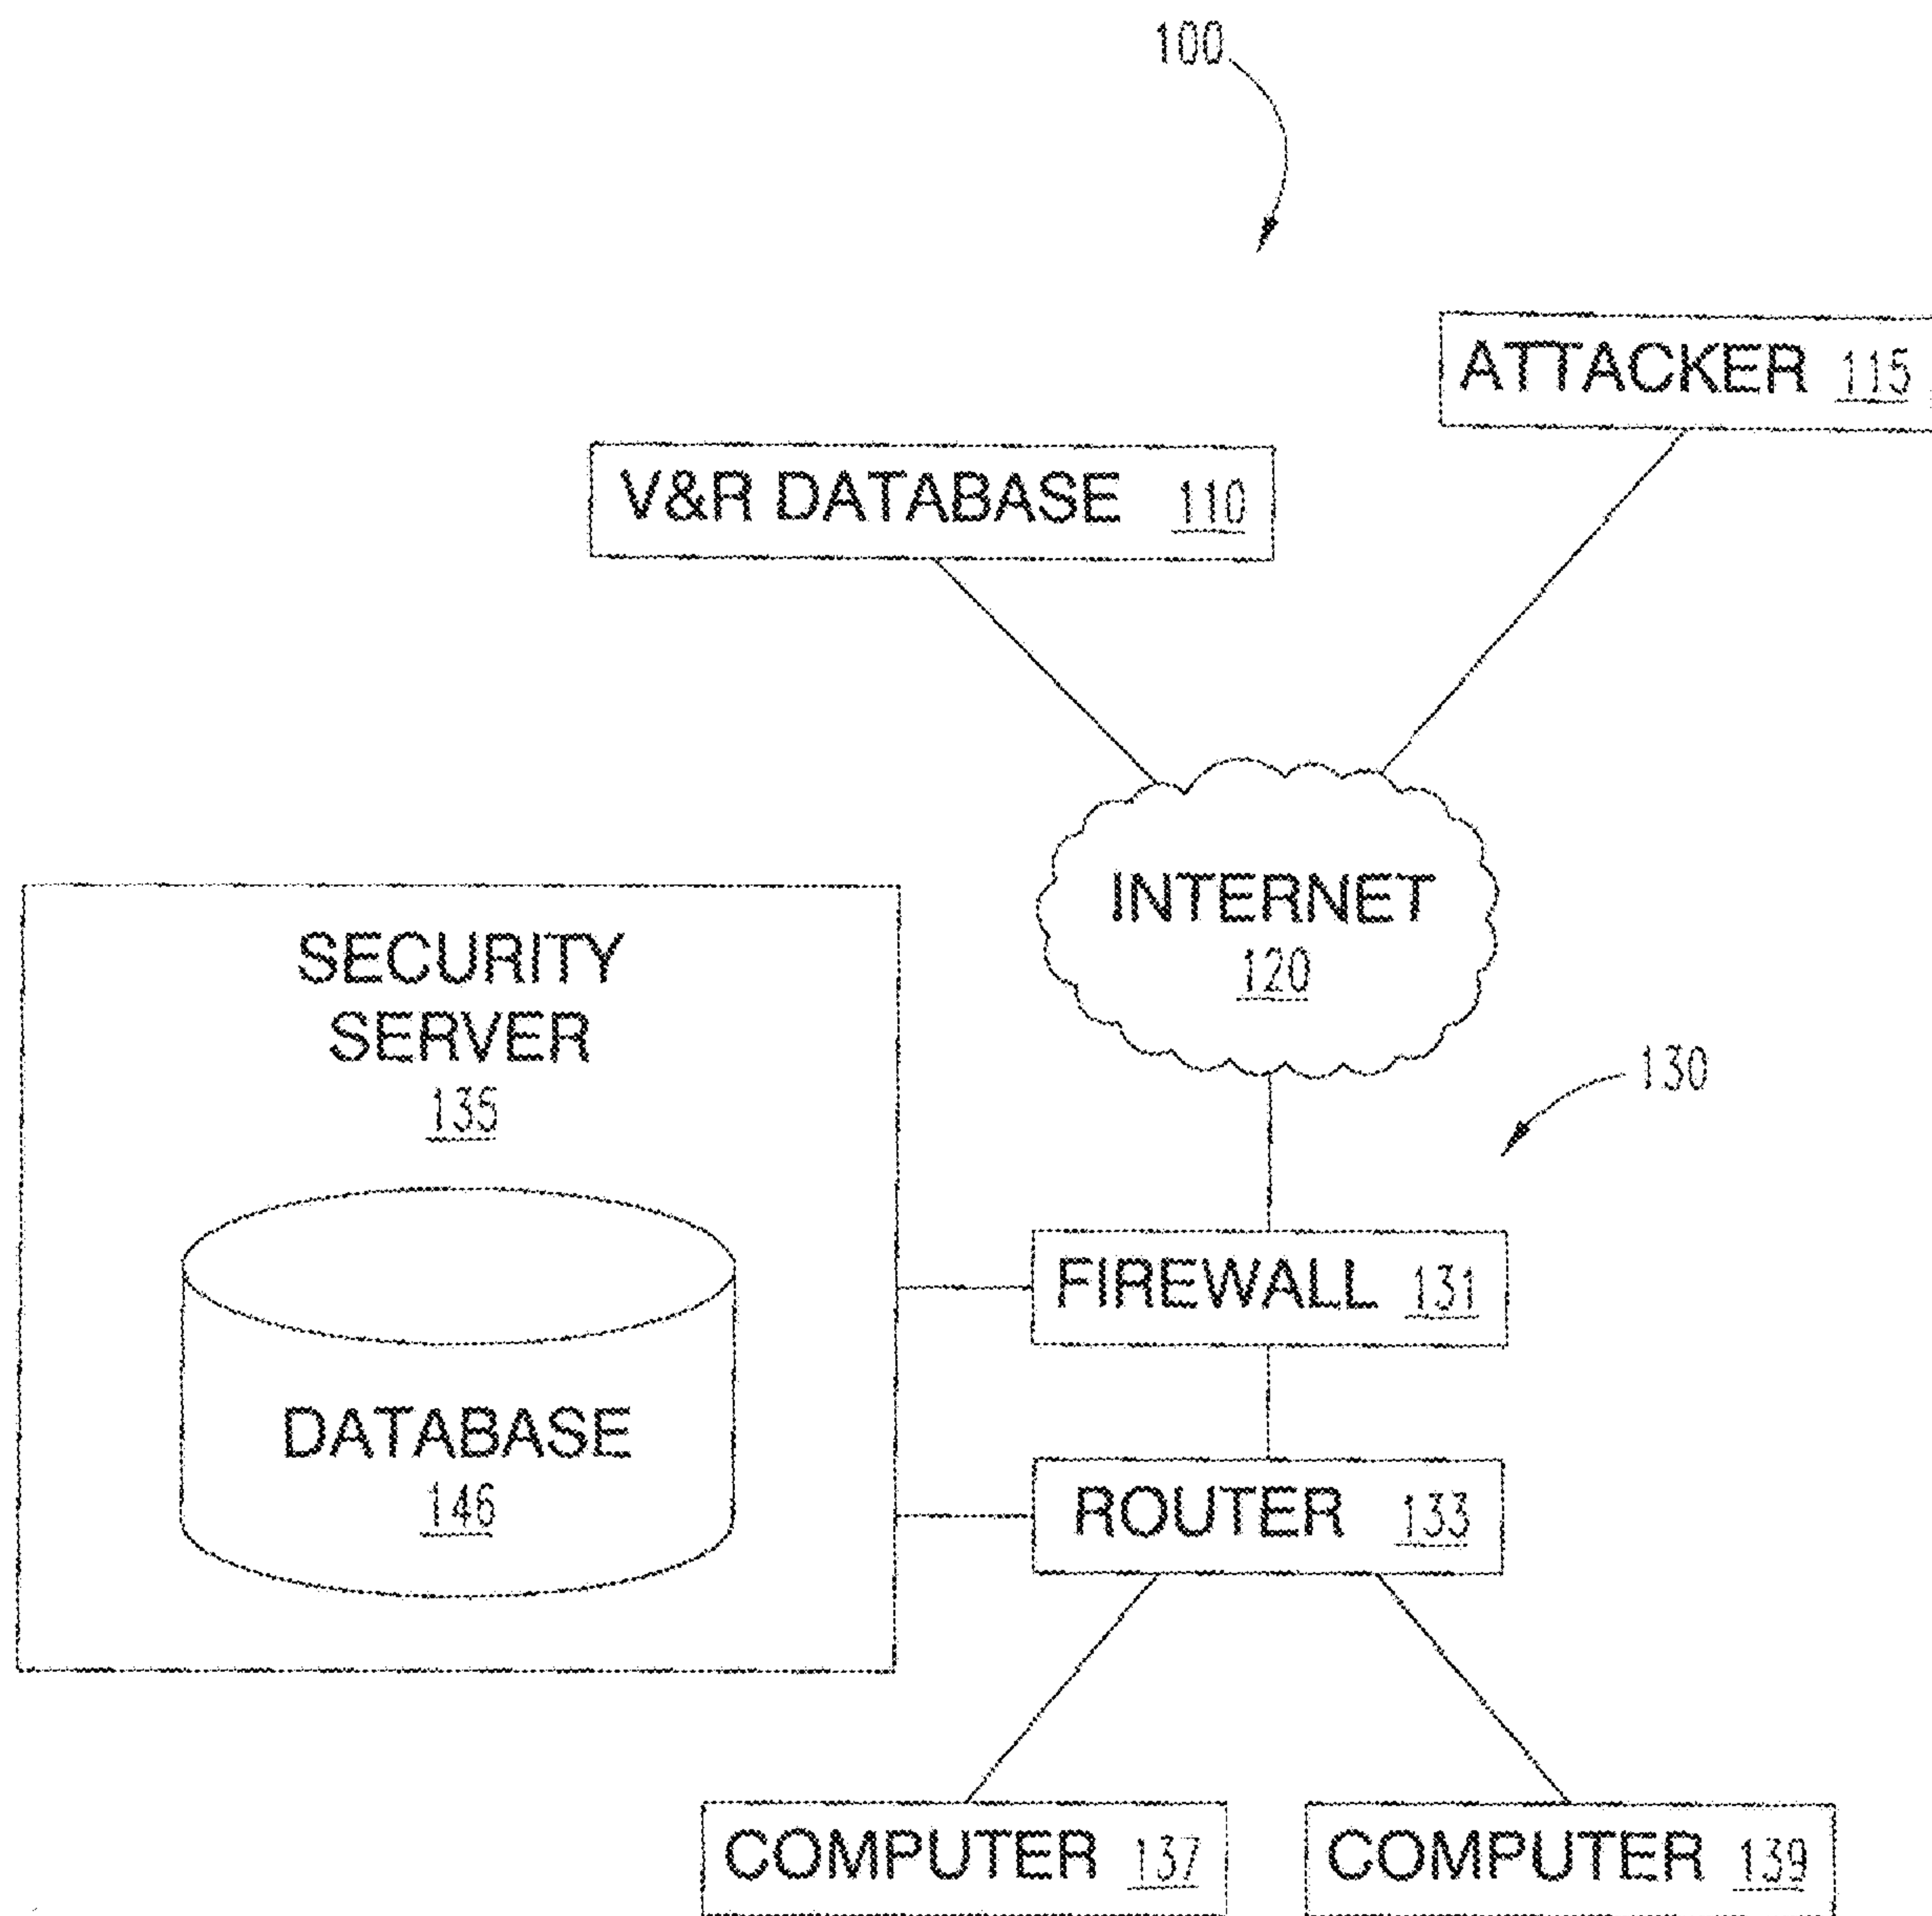 100
ATTACKER 115
V&R DATABASE 110
INTERNET
120
SECURITY
SERVER
135
130
FIREWALL 131
DATABASE
146
ROUTER 133
COMPUTER 137
COMPUTER 139